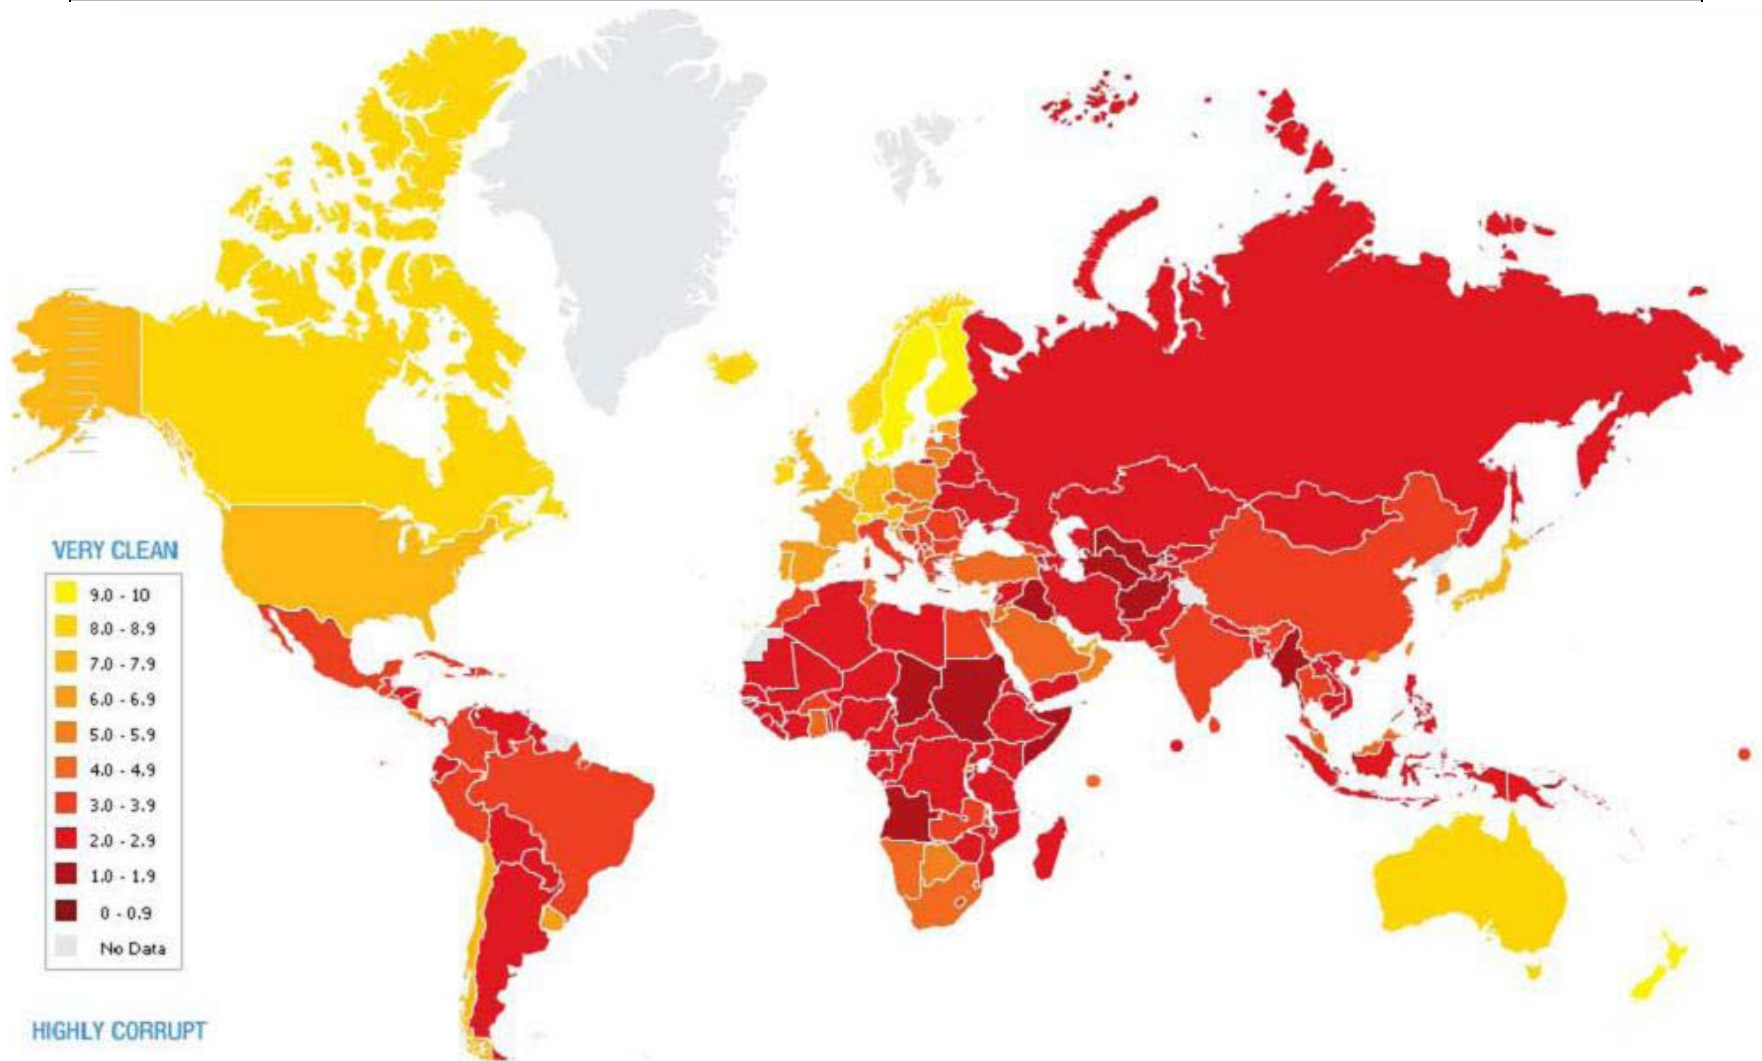 VERY CLEAN
9.0 - 10
8.0 - 8.9
7.0 - 7.9
6.0 - 6.9
5.0 - 5.9
4.0 - 4.9
3.0 - 3.9
2.0 - 2.9
1.0 - 1.9
0 - 0.9
No Data
HIGHLY CORRUPT